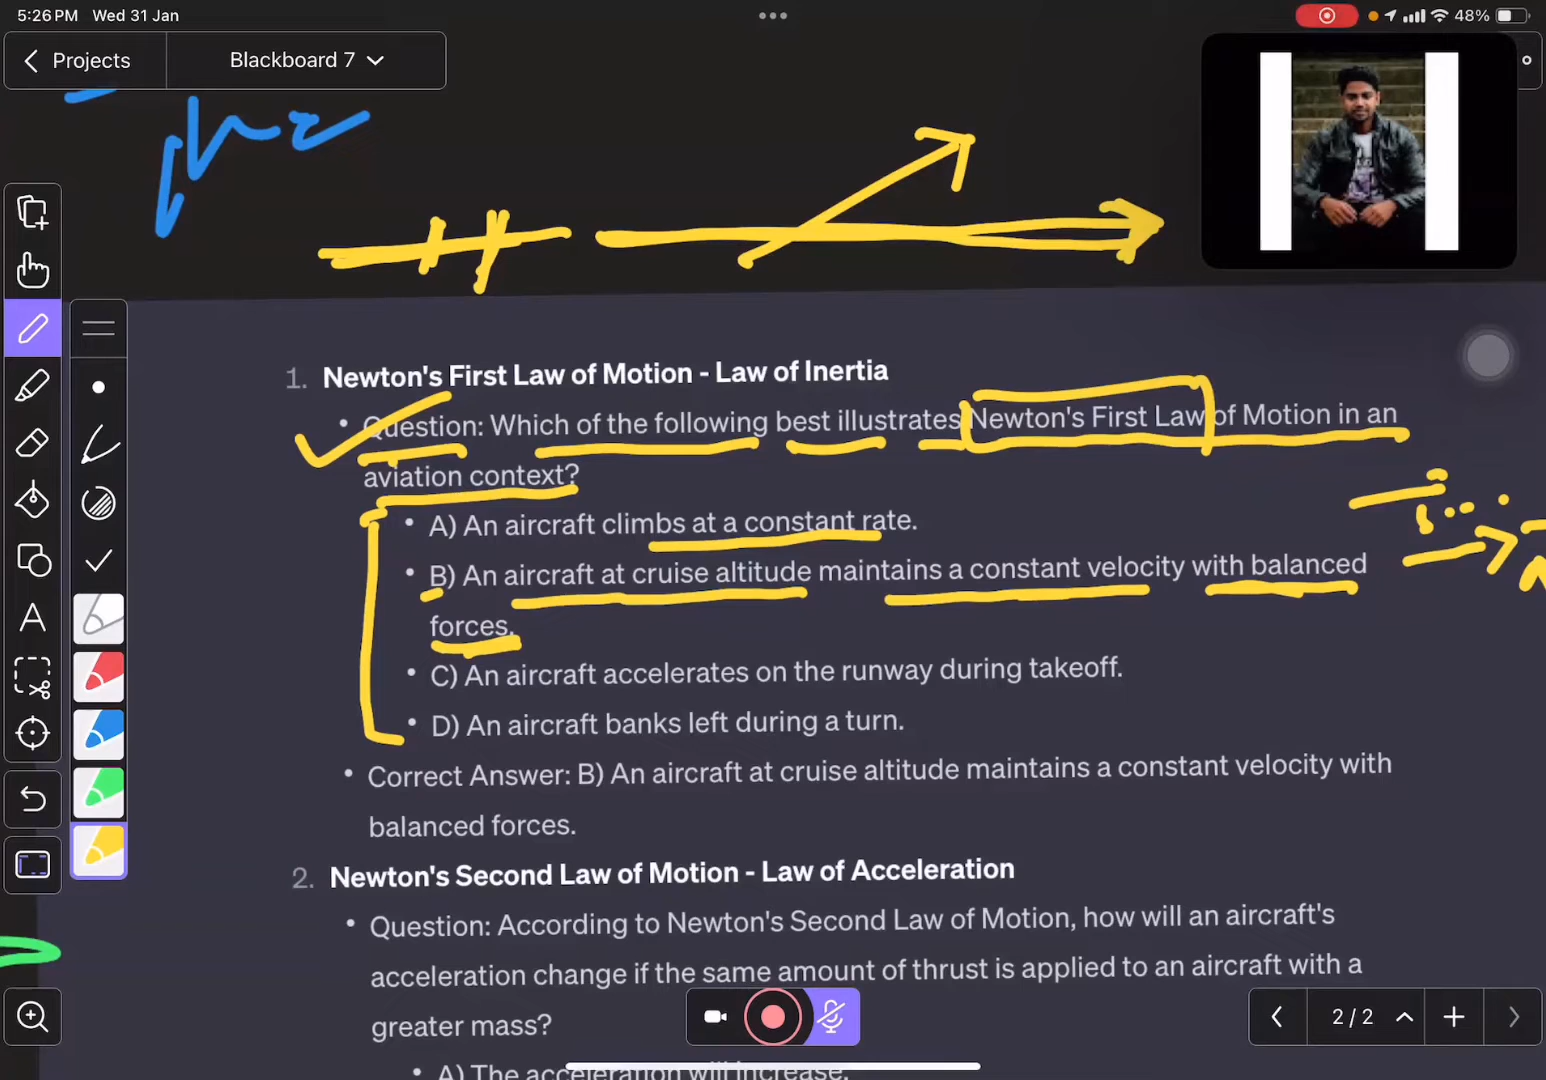 5:26 PM Wed 31 Jan
48%
Projects
Blackboard 7
1. Newton's First Law of Motion - Law of Inertia
• Question: Which of the following best illustrates Newton's First Law of Motion in an
aviation context?
• A) An aircraft climbs at a constant rate.
• B) An aircraft at cruise altitude maintains a constant velocity with balanced
forces.
• C) An aircraft accelerates on the runway during takeoff.
• D) An aircraft banks left during a turn.
• Correct Answer: B) An aircraft at cruise altitude maintains a constant velocity with
balanced forces.
2. Newton's Second Law of Motion - Law of Acceleration
• Question: According to Newton's Second Law of Motion, how will an aircraft's
acceleration change if the same amount of thrust is applied to an aircraft with a
greater mass?
• A) The acceleration will increase.
2 / 2